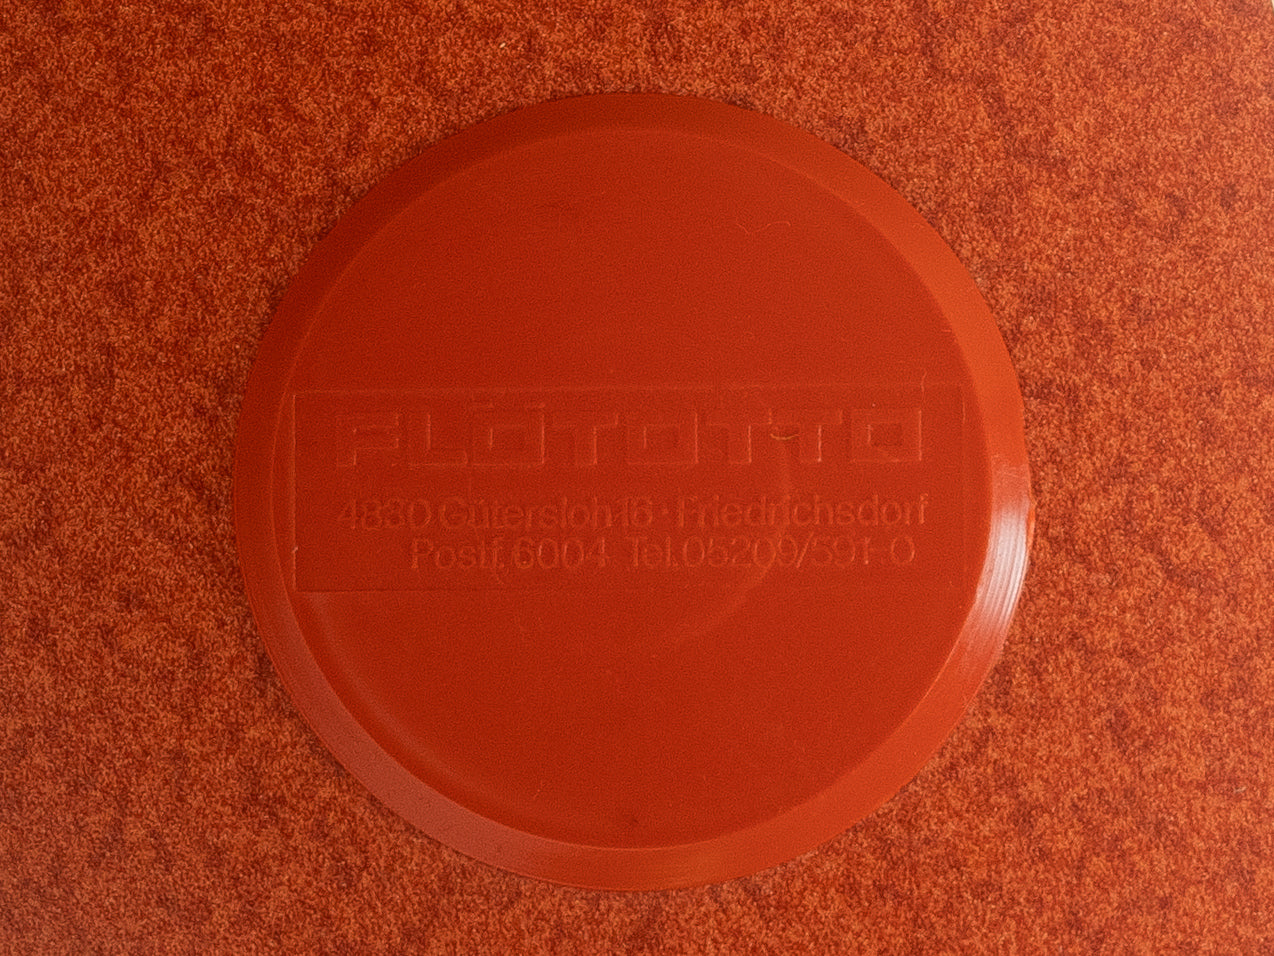 FLÖTOTTO
4830 Gütersloh 16 · Friedrichsdorf
Postf. 6004 Tel. 05209/591-0